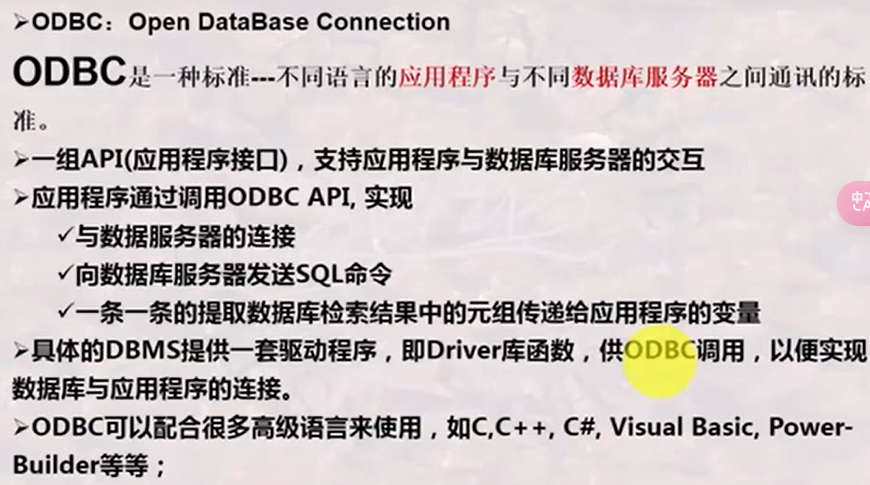 ➢ODBC：Open DataBase Connection
ODBC是一种标准---不同语言的应用程序与不同数据库服务器之间通讯的标
准。
➢一组API(应用程序接口)，支持应用程序与数据库服务器的交互
➢应用程序通过调用ODBC API, 实现
✓与数据服务器的连接
✓向数据库服务器发送SQL命令
✓一条一条的提取数据库检索结果中的元组传递给应用程序的变量
➢具体的DBMS提供一套驱动程序，即Driver库函数，供ODBC调用，以便实现
数据库与应用程序的连接。
➢ODBC可以配合很多高级语言来使用，如C,C++, C#, Visual Basic, Power-
Builder等等；